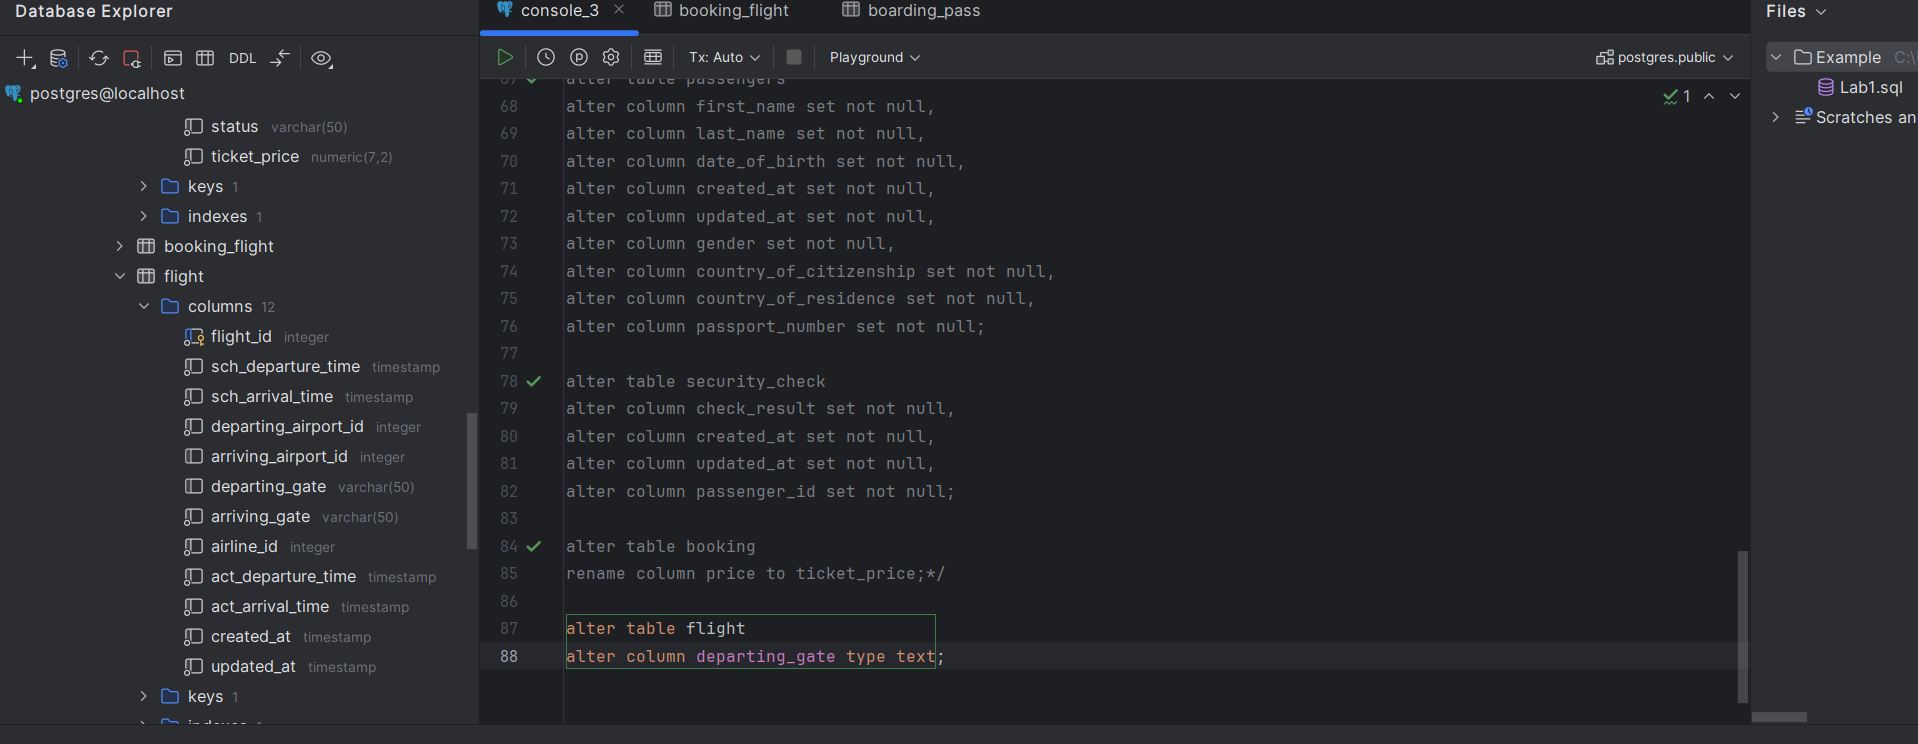 Database Explorer
console_3
booking_flight
boarding_pass
Files
DDL
Tx: Auto
Playground
postgres.public
postgres@localhost
status varchar(50)
ticket_price numeric(7,2)
keys 1
indexes 1
booking_flight
flight
columns 12
flight_id integer
sch_departure_time timestamp
sch_arrival_time timestamp
departing_airport_id integer
arriving_airport_id integer
departing_gate varchar(50)
arriving_gate varchar(50)
airline_id integer
act_departure_time timestamp
act_arrival_time timestamp
created_at timestamp
updated_at timestamp
keys 1
indexes
67 alter table passengers
68 alter column first_name set not null,
69 alter column last_name set not null,
70 alter column date_of_birth set not null,
71 alter column created_at set not null,
72 alter column updated_at set not null,
73 alter column gender set not null,
74 alter column country_of_citizenship set not null,
75 alter column country_of_residence set not null,
76 alter column passport_number set not null;
77
78 alter table security_check
79 alter column check_result set not null,
80 alter column created_at set not null,
81 alter column updated_at set not null,
82 alter column passenger_id set not null;
83
84 alter table booking
85 rename column price to ticket_price;*/
86
87 alter table flight
88 alter column departing_gate type text;
1
Example C:\
Lab1.sql
Scratches an